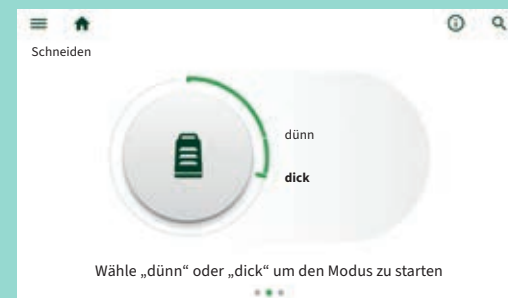 Schneiden
dünn
dick
Wähle „dünn“ oder „dick“ um den Modus zu starten